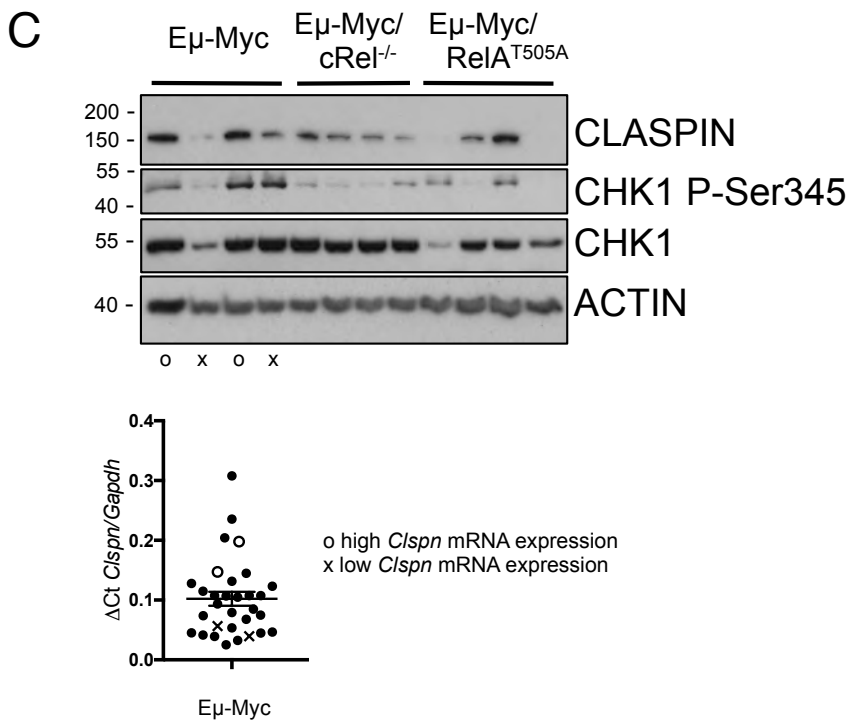 C
Eµ-Myc
Eµ-Myc/
cRel-/-
Eµ-Myc/
RelAT505A
200 -
150 -
CLASPIN
55 -
40 -
CHK1 P-Ser345
55 -
CHK1
40 -
ACTIN
o x o x
0.4
0.3
0.2
0.1
0.0
ΔCt Clspn/Gapdh
o high Clspn mRNA expression
x low Clspn mRNA expression
Eµ-Myc